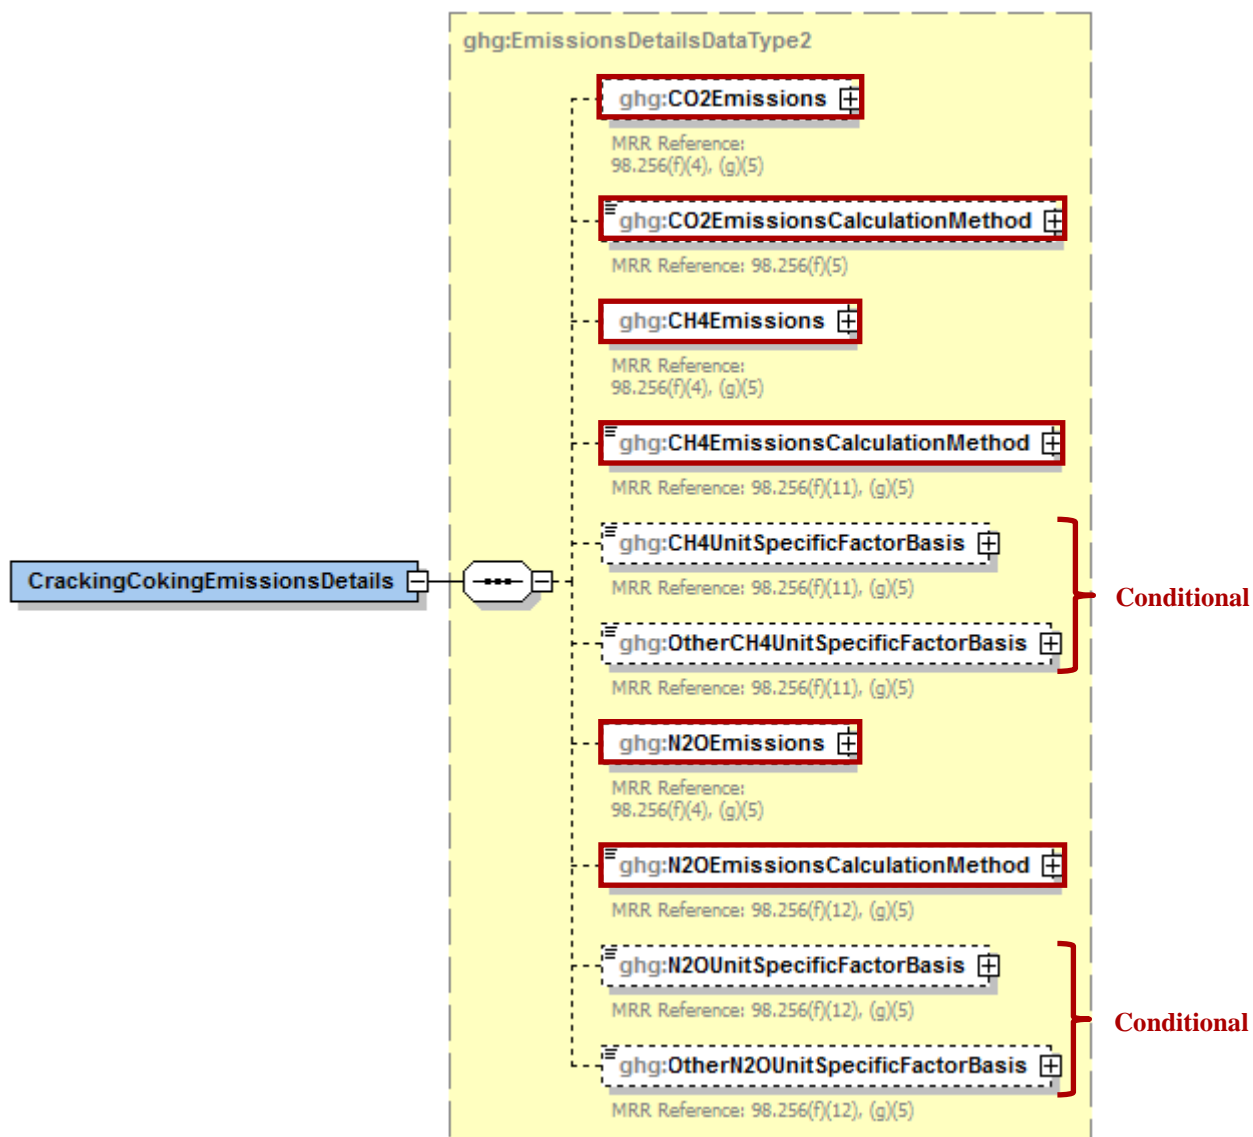 ghg:EmissionsDetailsDataType2
ghg:CO2Emissions
MRR Reference:
98.256(f)(4), (g)(5)
ghg:CO2EmissionsCalculationMethod
MRR Reference: 98.256(f)(5)
ghg:CH4Emissions
MRR Reference:
98.256(f)(4), (g)(5)
ghg:CH4EmissionsCalculationMethod
MRR Reference: 98.256(f)(11), (g)(5)
ghg:CH4UnitSpecificFactorBasis
MRR Reference: 98.256(f)(11), (g)(5)
CrackingCokingEmissionsDetails
Conditional
ghg:OtherCH4UnitSpecificFactorBasis
MRR Reference: 98.256(f)(11), (g)(5)
ghg:N2OEmissions
MRR Reference:
98.256(f)(4), (g)(5)
ghg:N2OEmissionsCalculationMethod
MRR Reference: 98.256(f)(12), (g)(5)
ghg:N2OUnitSpecificFactorBasis
MRR Reference: 98.256(f)(12), (g)(5)
Conditional
ghg:OtherN2OUnitSpecificFactorBasis
MRR Reference: 98.256(f)(12), (g)(5)